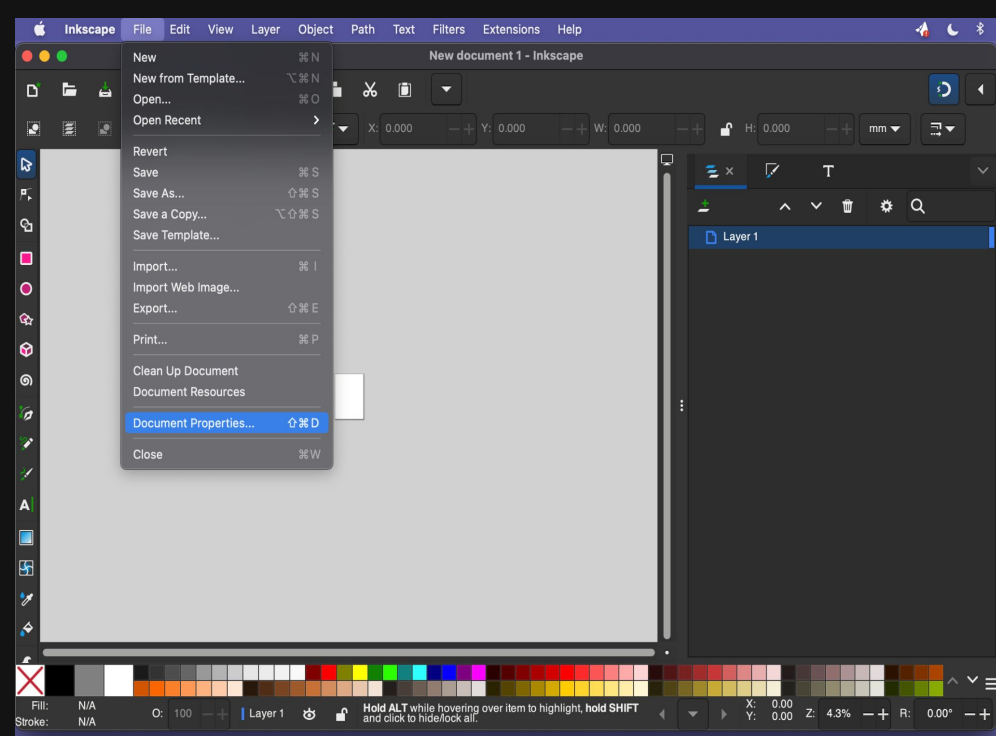 Inkscape File Edit View Layer Object Path Text Filters Extensions Help
New document 1 - Inkscape
New ⌘ N
New from Template... ⌥ ⌘ N
Open... ⌘ O
Open Recent
Revert
Save ⌘ S
Save As... ⇧ ⌘ S
Save a Copy... ⌥ ⇧ ⌘ S
Save Template...
Import... ⌘ I
Import Web Image...
Export... ⇧ ⌘ E
Print... ⌘ P
Clean Up Document
Document Resources
Document Properties... ⇧ ⌘ D
Close ⌘ W
X: 0.000 Y: 0.000 W: 0.000 H: 0.000 mm
Layer 1
Fill: N/A
Stroke: N/A
O: 100
Layer 1
Hold ALT while hovering over item to highlight, hold SHIFT
and click to hide/lock all.
X: 0.00
Y: 0.00
Z: 4.3%
R: 0.00°